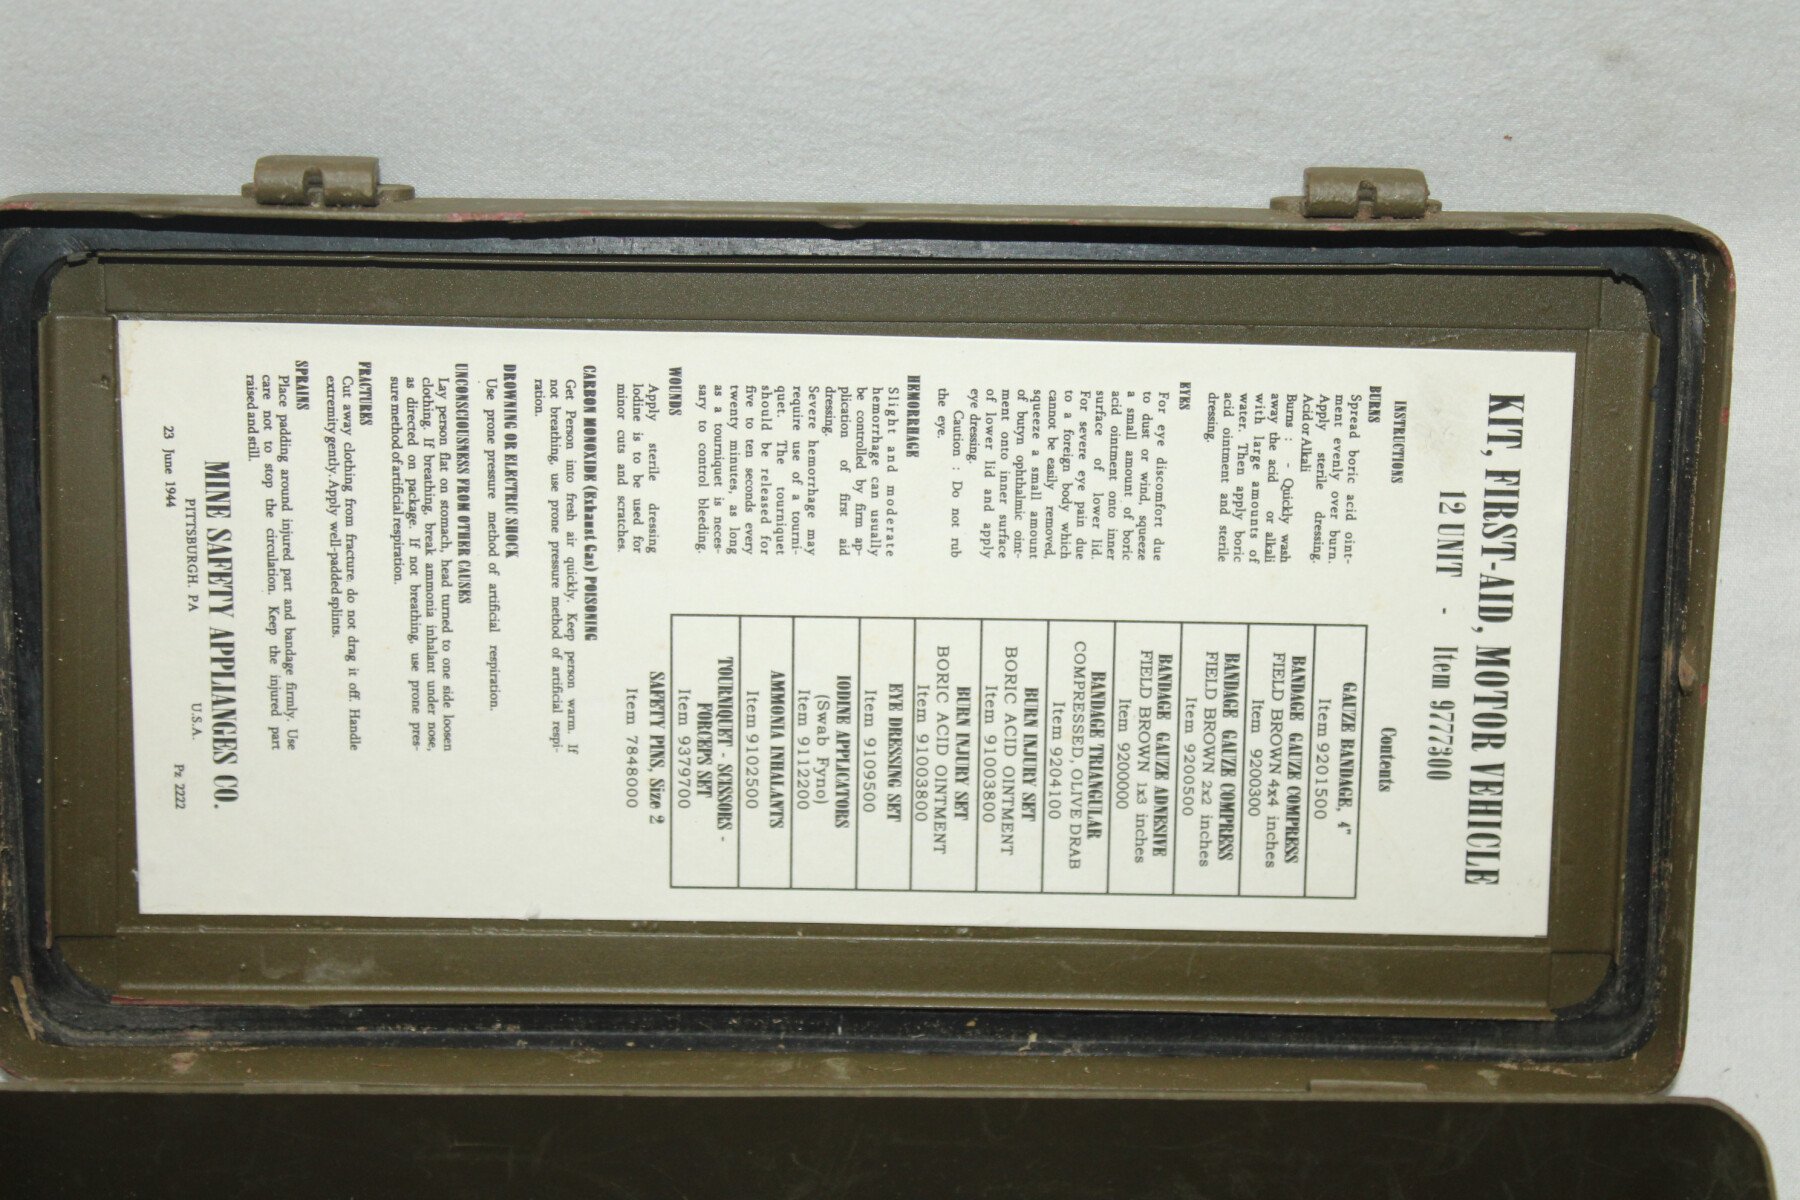 KIT, FIRST-AID, MOTOR VEHICLE
12 UNIT - Item 9777300
INSTRUCTIONS
BURNS
Spread boric acid oint-
ment evenly over burn.
Apply sterile dressing.
Acid or Alkali
Burns : - Quickly wash
away the acid or alkali
with large amounts of
water. Then apply boric
acid ointment and sterile
dressing.
EYES
For eye discomfort due
to dust or wind, squeeze
a small amount of boric
acid ointment onto inner
surface of lower lid.
For severe eye pain due
to a foreign body which
cannot be easily removed,
squeeze a small amount
of butyn ophthalmic oint-
ment onto inner surface
of lower lid and apply
eye dressing.
Caution : Do not rub
the eye.
HEMORRHAGE
Slight and moderate
hemorrhage can usually
be controlled by firm ap-
plication of first aid
dressing.
Severe hemorrhage may
require use of a tourni-
quet. The tourniquet
should be released for
five to ten seconds every
twenty minutes, as long
as a tourniquet is neces-
sary to control bleeding.
WOUNDS
Apply sterile dressing
Iodine is to be used for
minor cuts and scratches.
Contents
GAUZE BANDAGE, 4"
Item 9201500
BANDAGE GAUZE COMPRESS
FIELD BROWN 4x4 inches
Item 9200300
BANDAGE GAUZE COMPRESS
FIELD BROWN 2x2 inches
Item 9200500
BANDAGE GAUZE ADNESIVE
FIELD BROWN 1x3 inches
Item 9200000
BANDAGE TRIANGULAR
COMPRESSED, OLIVE DRAB
Item 9204100
BURN INJURY SET
BORIC ACID OINTMENT
Item 91003800
BURN INJURY SET
BORIC ACID OINTMENT
Item 91003800
EYE DRESSING SET
Item 9109500
IODINE APPLICATORS
(Swab Fyno)
Item 9112200
AMMONIA INHALANTS
Item 9102500
TOURNIQUET - SCISSORS -
FORCEPS SET
Item 9379700
SAFETY PINS, Size 2
Item 7848000
CARBON MONOXIDE (Exhaust Gas) POISONING
Get Person into fresh air quickly. Keep person warm. If
not breathing, use prone pressure method of artificial respi-
ration.
DROWNING OR ELECTRIC SHOCK
Use prone pressure method of artificial respiration.
UNCONSCIOUSNESS FROM OTHER CAUSES
Lay person flat on stomach, head turned to one side loosen
clothing. If breathing, break ammonia inhalant under nose,
as directed on package. If not breathing, use prone pres-
sure method of artificial respiration.
FRACTURES
Cut away clothing from fracture. do not drag it off. Handle
extremity gently. Apply well-padded splints.
SPRAINS
Place padding around injured part and bandage firmly. Use
care not to stop the circulation. Keep the injured part
raised and still.
MINE SAFETY APPLIANGES CO.
PITTSBURGH, PA U.S.A.
23 June 1944 Pz 2222